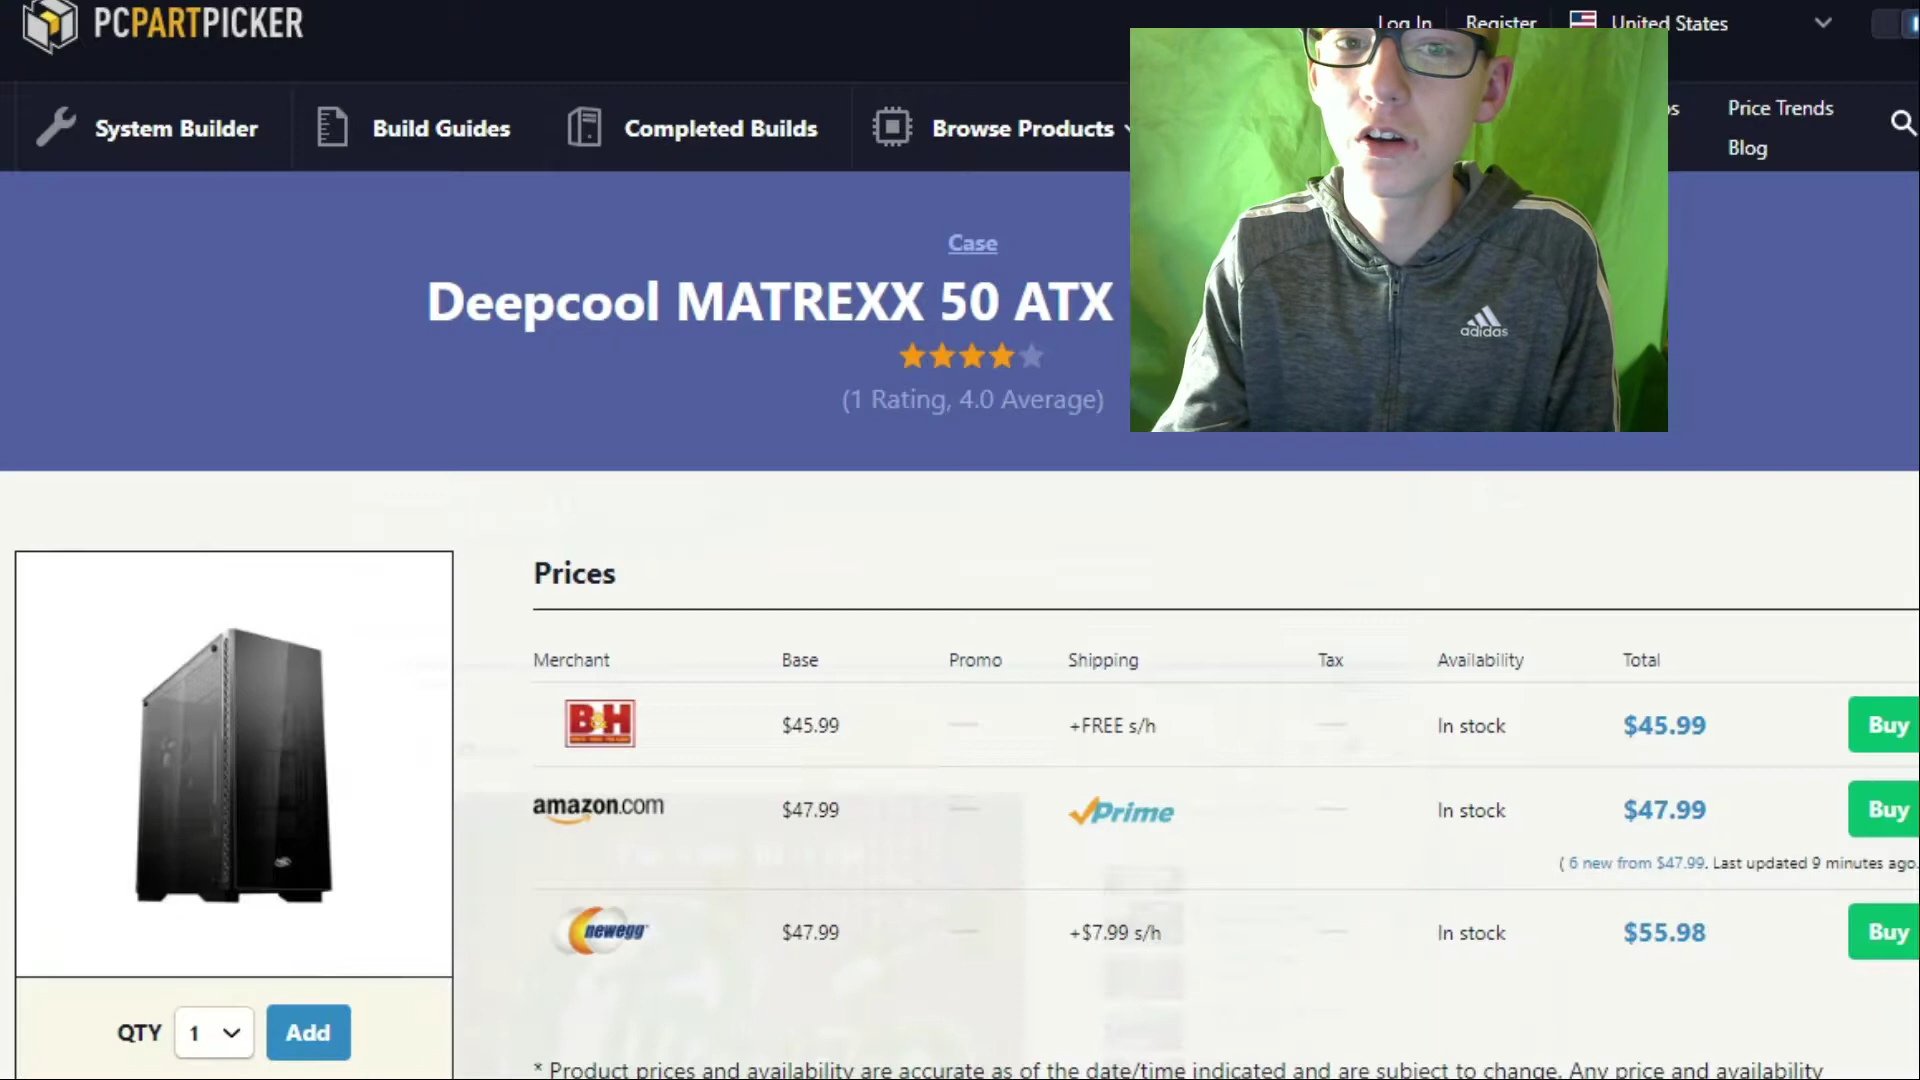 PCPARTPICKER
Log In Register United States
System Builder Build Guides Completed Builds Browse Products
Price Trends
Blog
Case
Deepcool MATREXX 50 ATX
(1 Rating, 4.0 Average)
adidas
Prices
Merchant Base Promo Shipping Tax Availability Total
B&H $45.99 — +FREE s/h — In stock $45.99 Buy
amazon.com $47.99 — Prime — In stock $47.99 Buy
( 6 new from $47.99. Last updated 9 minutes ago.
newegg $47.99 — +$7.99 s/h — In stock $55.98 Buy
QTY 1 Add
* Product prices and availability are accurate as of the date/time indicated and are subject to change. Any price and availability